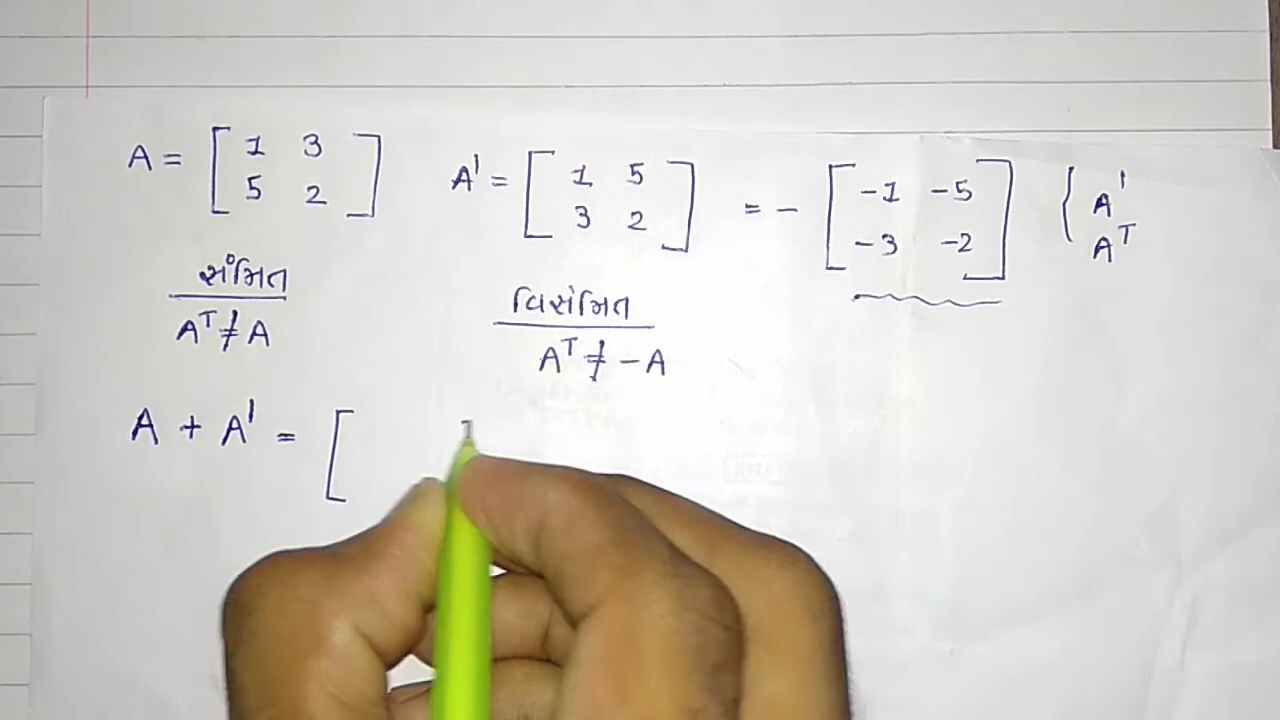 A = [ 1 3
5 2 ]
A' = [ 1 5
3 2 ]
= - [ -1 -5
-3 -2 ]
{ A'
A^T
સંમિત
A^T ≠ A
વિસંમિત
A^T ≠ - A
A + A' = [